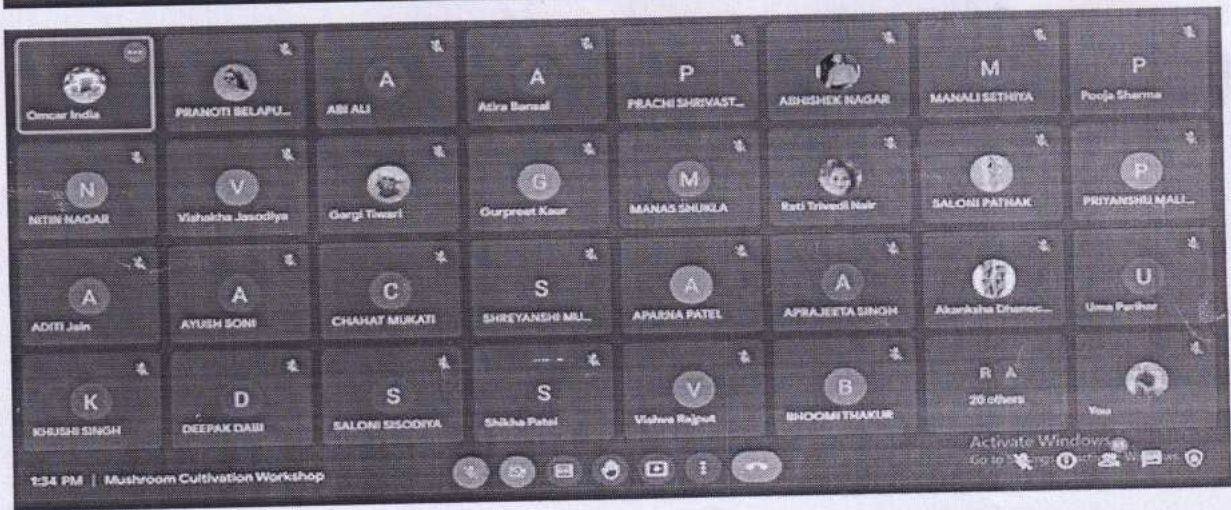 A A P M P
Omcar India PRANOTI BELAPU... ABI ALI Atira Bansal PRACHI SHRIVAST... ABHISHEK NAGAR MANALI SETHIYA Pooja Sharma
N V G M P
NITIN NAGAR Vishakha Jasodiya Gargi Tiwari Gurpreet Kaur MANAS SHUKLA Rati Trivedi Nair SALONI PATHAK PRIYANSHU MALI...
A A C S A A U
ADITI Jain AYUSH SONI CHAHAT MUKATI SHREYANSHI MU... APARNA PATEL APRAJEETA SINGH Akanksha Dhanec... Uma Parihar
K D S S V B R A
KHUSHI SINGH DEEPAK DABI SALONI SISODIYA Shikha Patel Vishwa Rajput BHOOMI THAKUR 20 others You
Activate Windows
Go to
1:34 PM | Mushroom Cultivation Workshop